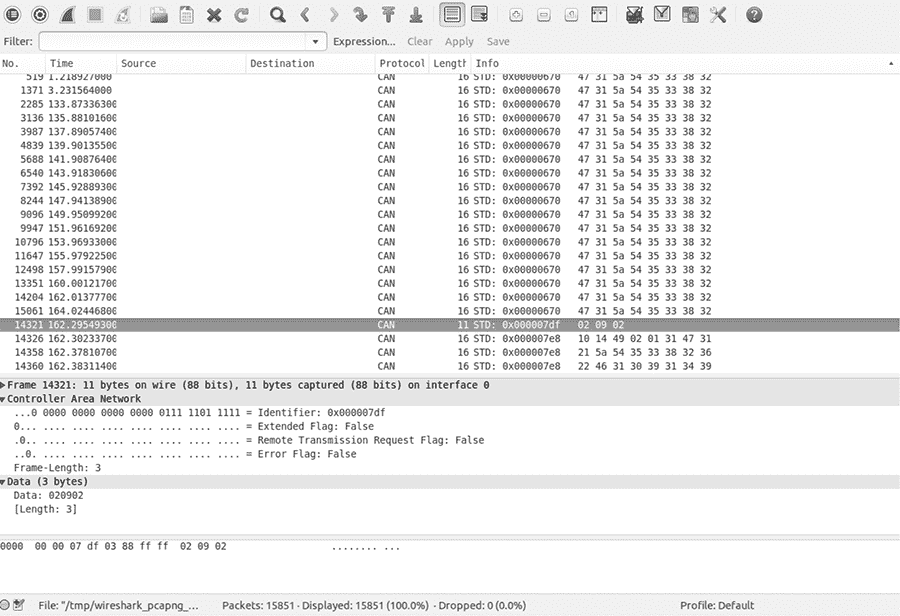 Filter: Expression... Clear Apply Save
No. Time Source Destination Protocol Length Info
519 1.218927000 CAN 16 STD: 0x00000670 47 31 5a 54 35 33 38 32
1371 3.231564000 CAN 16 STD: 0x00000670 47 31 5a 54 35 33 38 32
2285 133.87336300 CAN 16 STD: 0x00000670 47 31 5a 54 35 33 38 32
3136 135.88101600 CAN 16 STD: 0x00000670 47 31 5a 54 35 33 38 32
3987 137.89057400 CAN 16 STD: 0x00000670 47 31 5a 54 35 33 38 32
4839 139.90135500 CAN 16 STD: 0x00000670 47 31 5a 54 35 33 38 32
5688 141.90876400 CAN 16 STD: 0x00000670 47 31 5a 54 35 33 38 32
6540 143.91830600 CAN 16 STD: 0x00000670 47 31 5a 54 35 33 38 32
7392 145.92889300 CAN 16 STD: 0x00000670 47 31 5a 54 35 33 38 32
8244 147.94138900 CAN 16 STD: 0x00000670 47 31 5a 54 35 33 38 32
9096 149.95099200 CAN 16 STD: 0x00000670 47 31 5a 54 35 33 38 32
9947 151.96169200 CAN 16 STD: 0x00000670 47 31 5a 54 35 33 38 32
10796 153.96933000 CAN 16 STD: 0x00000670 47 31 5a 54 35 33 38 32
11647 155.97922500 CAN 16 STD: 0x00000670 47 31 5a 54 35 33 38 32
12498 157.99157900 CAN 16 STD: 0x00000670 47 31 5a 54 35 33 38 32
13351 160.00121700 CAN 16 STD: 0x00000670 47 31 5a 54 35 33 38 32
14204 162.01377700 CAN 16 STD: 0x00000670 47 31 5a 54 35 33 38 32
15061 164.02446800 CAN 16 STD: 0x00000670 47 31 5a 54 35 33 38 32
14321 162.29549300 CAN 11 STD: 0x000007df 02 09 02
14326 162.30233700 CAN 16 STD: 0x000007e8 10 14 49 02 01 31 47 31
14358 162.37810700 CAN 16 STD: 0x000007e8 21 5a 54 35 33 38 32 36
14360 162.38311400 CAN 16 STD: 0x000007e8 22 46 31 30 39 31 34 39
Frame 14321: 11 bytes on wire (88 bits), 11 bytes captured (88 bits) on interface 0
Controller Area Network
...0 0000 0000 0000 0000 0111 1101 1111 = Identifier: 0x000007df
0... .... .... .... .... .... .... .... = Extended Flag: False
.0.. .... .... .... .... .... .... .... = Remote Transmission Request Flag: False
..0. .... .... .... .... .... .... .... = Error Flag: False
Frame-Length: 3
Data (3 bytes)
Data: 020902
[Length: 3]
0000 00 00 07 df 03 88 ff ff 02 09 02 ........ ...
File: "/tmp/wireshark_pcapng_... Packets: 15851 · Displayed: 15851 (100.0%) · Dropped: 0 (0.0%) Profile: Default